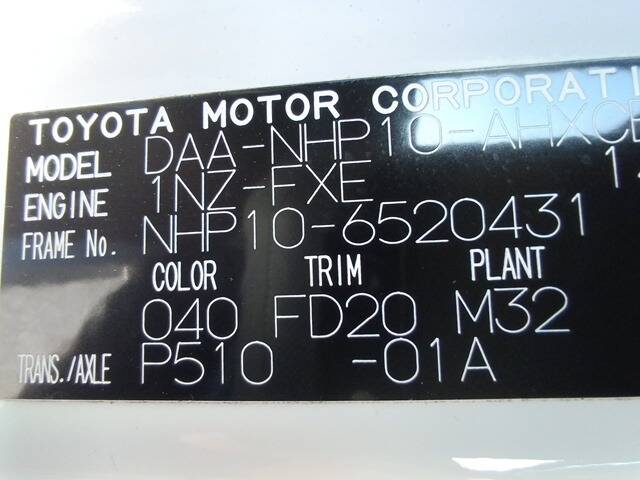 TOYOTA MOTOR CORPORATI
MODEL DAA-NHP10-AHXCB
ENGINE 1NZ-FXE
FRAME No. NHP10-6520431
COLOR TRIM PLANT
040 FD20 M32
TRANS./AXLE P510 -01A